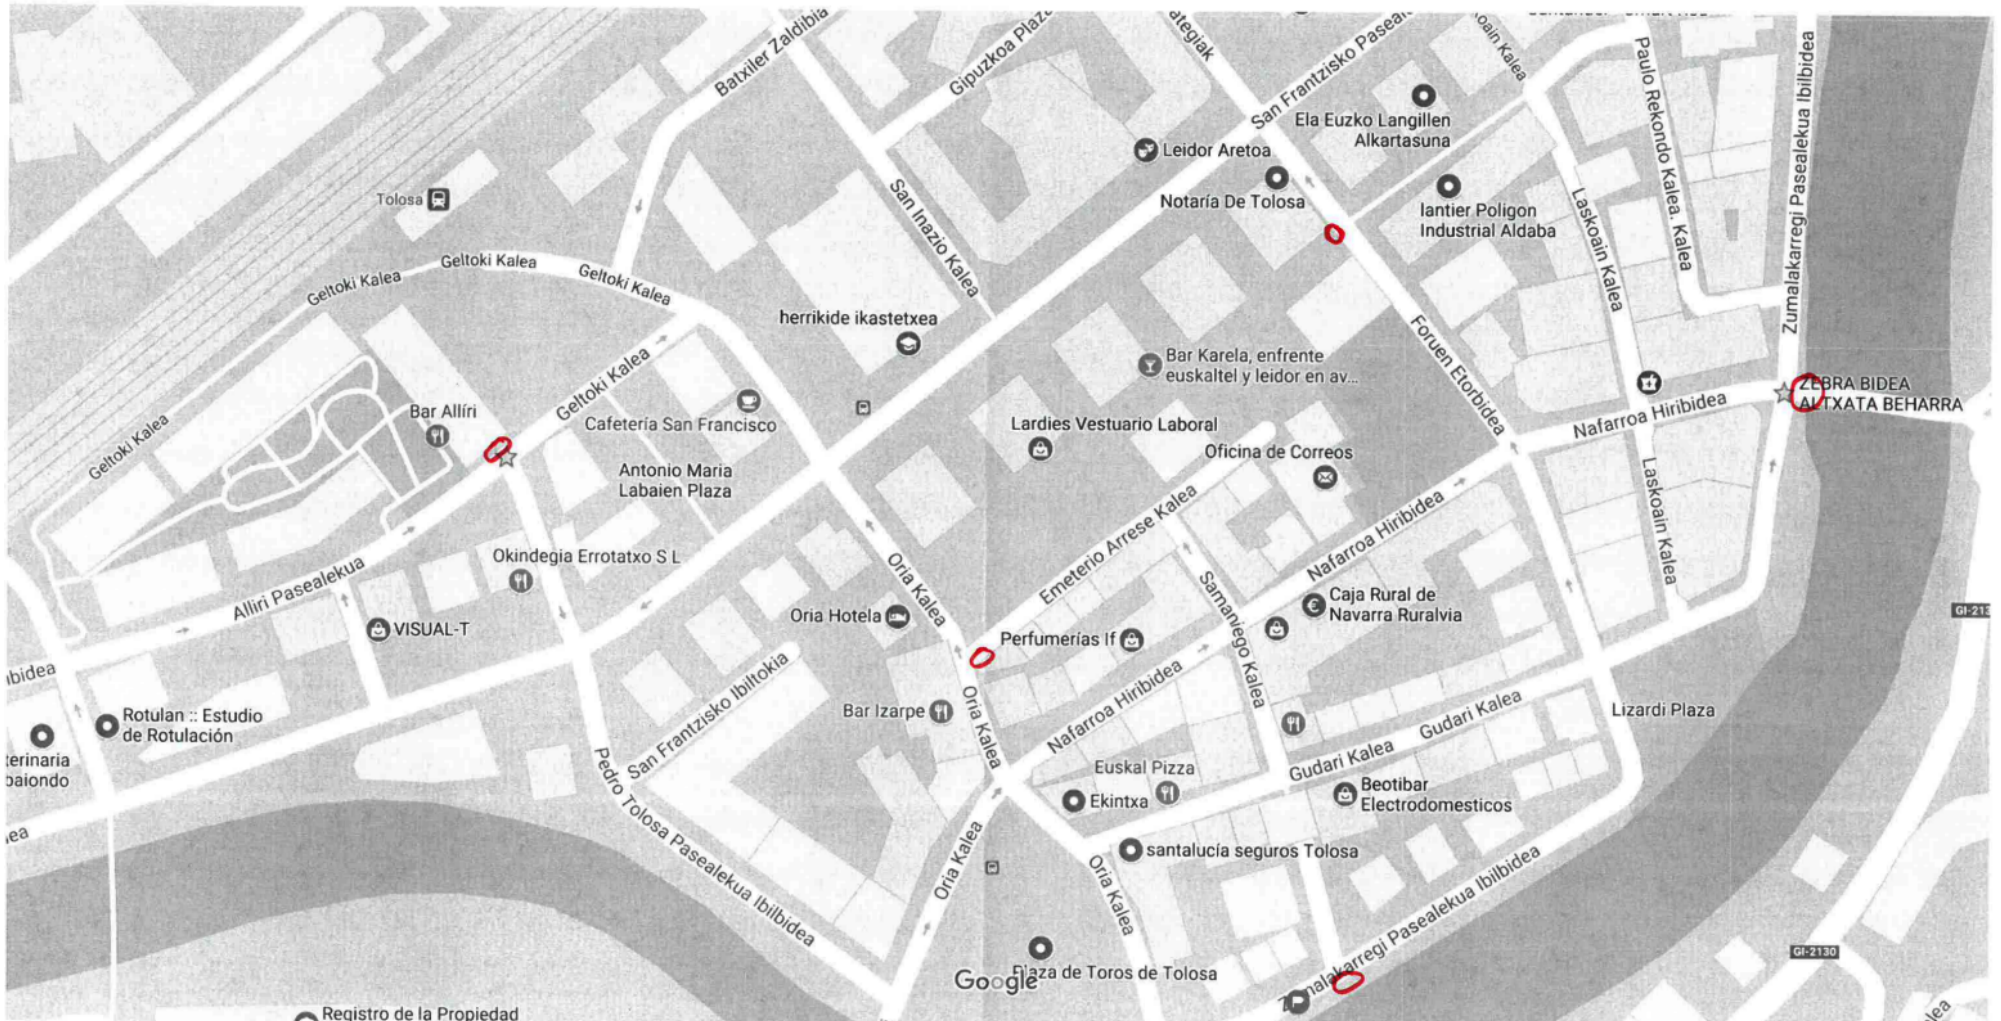 Batxiler Zaldibia
Gipuzkoa Plaza
San Frantzisko
Ela Euzko Langillen
Alkartasuna
Paulo Rekondo Kalea. Kalea
Zumalakarregi Pasealekua Ibilbidea
Leidor Aretoa
Tolosa
Notaría De Tolosa
Iantier Poligon
Industrial Aldaba
San Inazio Kalea
Laskoain Kalea
Geltoki Kalea
Geltoki Kalea
Geltoki Kalea
herrikide ikastetxea
Foruen Etorbidea
Bar Karela, enfrente
euskaltel y leidor en av...
Geltoki Kalea
Geltoki Kalea
Bar Allíri
Cafetería San Francisco
ZEBRA BIDEA
ALTXATA BEHARRA
Nafarroa Hiribidea
Lardies Vestuario Laboral
Oficina de Correos
Antonio Maria
Labaien Plaza
Laskoain Kalea
Emeterio Arrese Kalea
Nafarroa Hiribidea
Okindegia Errotatxo S L
Alliri Pasealekua
Oria Kalea
Samaniego Kalea
Caja Rural de
Navarra Ruralvia
Oria Hotela
VISUAL-T
Perfumerías If
GI-213
San Frantzisko Ibiltokia
Nafarroa Hiribidea
Oria Kalea
Bar Izarpe
Rotulan :: Estudio
de Rotulación
Gudari Kalea
Gudari Kalea
Lizardi Plaza
Pedro Tolosa Pasealekua Ibilbidea
Euskal Pizza
Ekintxa
Beotibar
Electrodomesticos
santalucía seguros Tolosa
Oria Kalea
Oria Kalea
Zumalakarregi Pasealekua Ibilbidea
GI-2130
Plaza de Toros de Tolosa
Google
Registro de la Propiedad